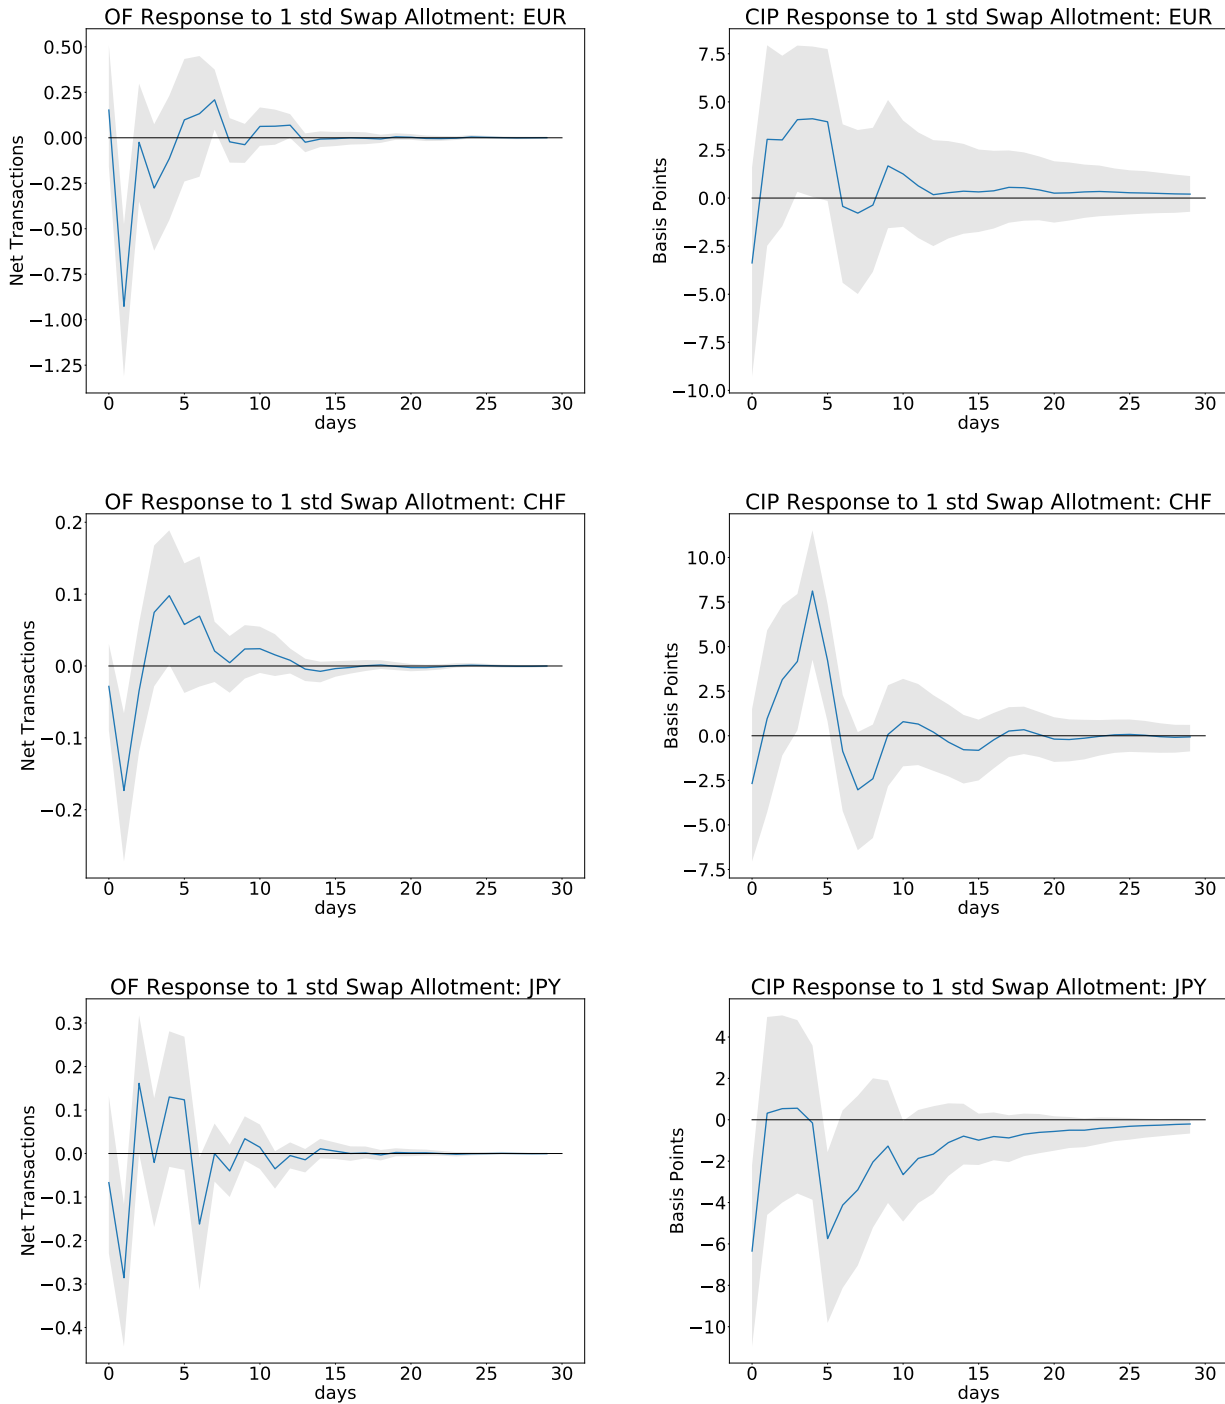 OF Response to 1 std Swap Allotment: EUR
Net Transactions
0.50
0.25
0.00
−0.25
−0.50
−0.75
−1.00
−1.25
0 5 10 15 20 25 30
days
CIP Response to 1 std Swap Allotment: EUR
Basis Points
7.5
5.0
2.5
0.0
−2.5
−5.0
−7.5
−10.0
0 5 10 15 20 25 30
days
OF Response to 1 std Swap Allotment: CHF
Net Transactions
0.2
0.1
0.0
−0.1
−0.2
0 5 10 15 20 25 30
days
CIP Response to 1 std Swap Allotment: CHF
Basis Points
10.0
7.5
5.0
2.5
0.0
−2.5
−5.0
−7.5
0 5 10 15 20 25 30
days
OF Response to 1 std Swap Allotment: JPY
Net Transactions
0.3
0.2
0.1
0.0
−0.1
−0.2
−0.3
−0.4
0 5 10 15 20 25 30
days
CIP Response to 1 std Swap Allotment: JPY
Basis Points
4
2
0
−2
−4
−6
−8
−10
0 5 10 15 20 25 30
days